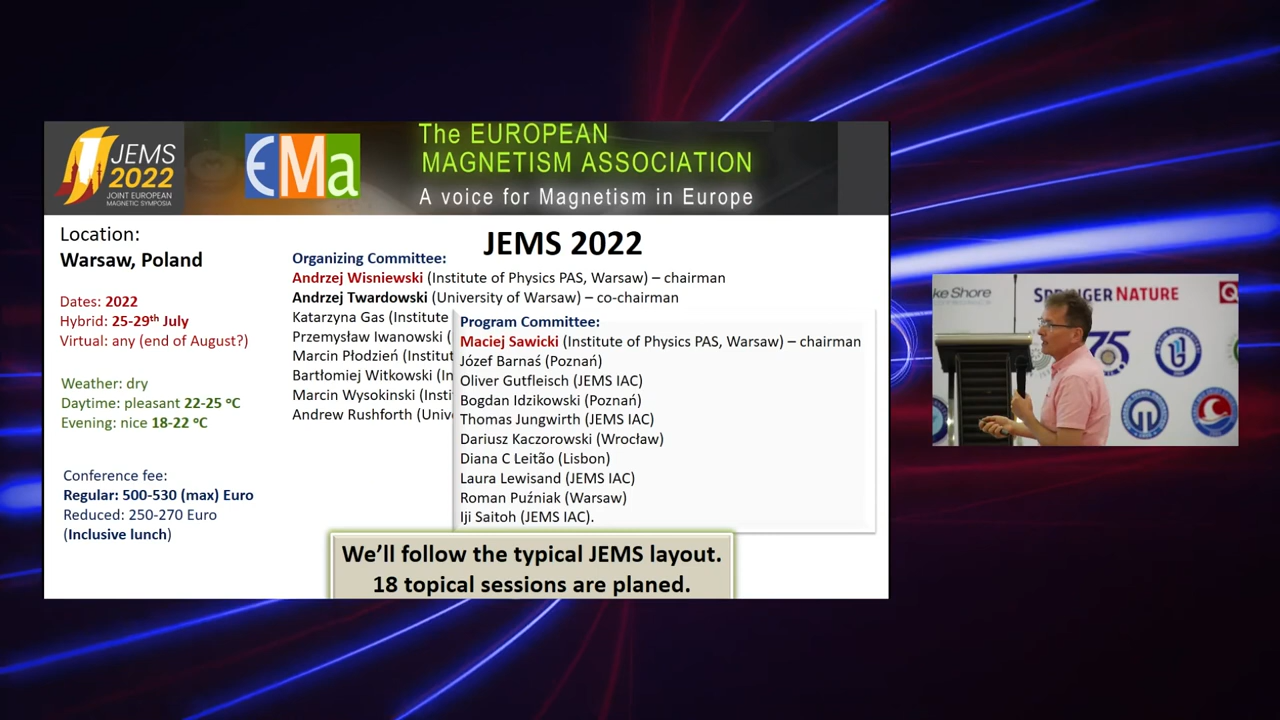 JEMS
2022
JOINT EUROPEAN
MAGNETIC SYMPOSIA
EMa
The EUROPEAN
MAGNETISM ASSOCIATION
A voice for Magnetism in Europe
JEMS 2022
Location:
Warsaw, Poland
Dates: 2022
Hybrid: 25-29th July
Virtual: any (end of August?)
Weather: dry
Daytime: pleasant 22-25 °C
Evening: nice 18-22 °C
Conference fee:
Regular: 500-530 (max) Euro
Reduced: 250-270 Euro
(Inclusive lunch)
Organizing Committee:
Andrzej Wisniewski (Institute of Physics PAS, Warsaw) – chairman
Andrzej Twardowski (University of Warsaw) – co-chairman
Katarzyna Gas (Institute
Przemysław Iwanowski (
Marcin Płodzień (Institut
Bartłomiej Witkowski (In
Marcin Wysokinski (Insti
Andrew Rushforth (Univ
Program Committee:
Maciej Sawicki (Institute of Physics PAS, Warsaw) – chairman
Józef Barnaś (Poznań)
Oliver Gutfleisch (JEMS IAC)
Bogdan Idzikowski (Poznań)
Thomas Jungwirth (JEMS IAC)
Dariusz Kaczorowski (Wrocław)
Diana C Leitão (Lisbon)
Laura Lewisand (JEMS IAC)
Roman Puźniak (Warsaw)
Iji Saitoh (JEMS IAC).
We'll follow the typical JEMS layout.
18 topical sessions are planed.
ke Shore
SPRINGER NATURE
Q
75